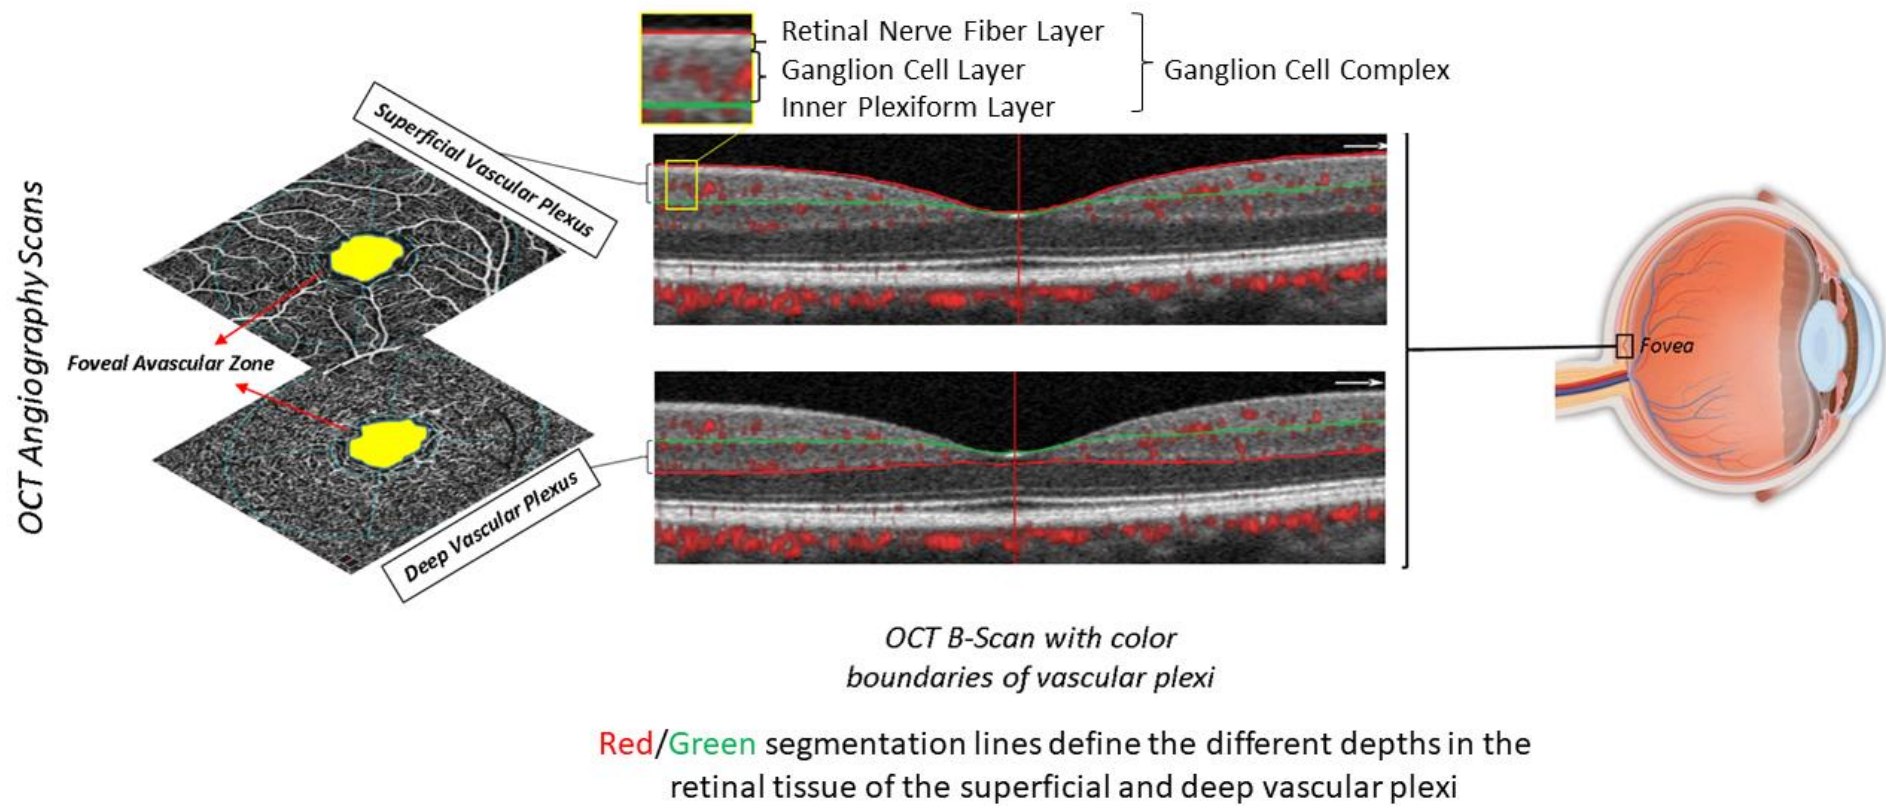 Retinal Nerve Fiber Layer
Ganglion Cell Layer
Inner Plexiform Layer
Ganglion Cell Complex
Superficial Vascular Plexus
OCT Angiography Scans
Foveal Avascular Zone
Fovea
Deep Vascular Plexus
OCT B-Scan with color
boundaries of vascular plexi
Red/Green segmentation lines define the different depths in the
retinal tissue of the superficial and deep vascular plexi